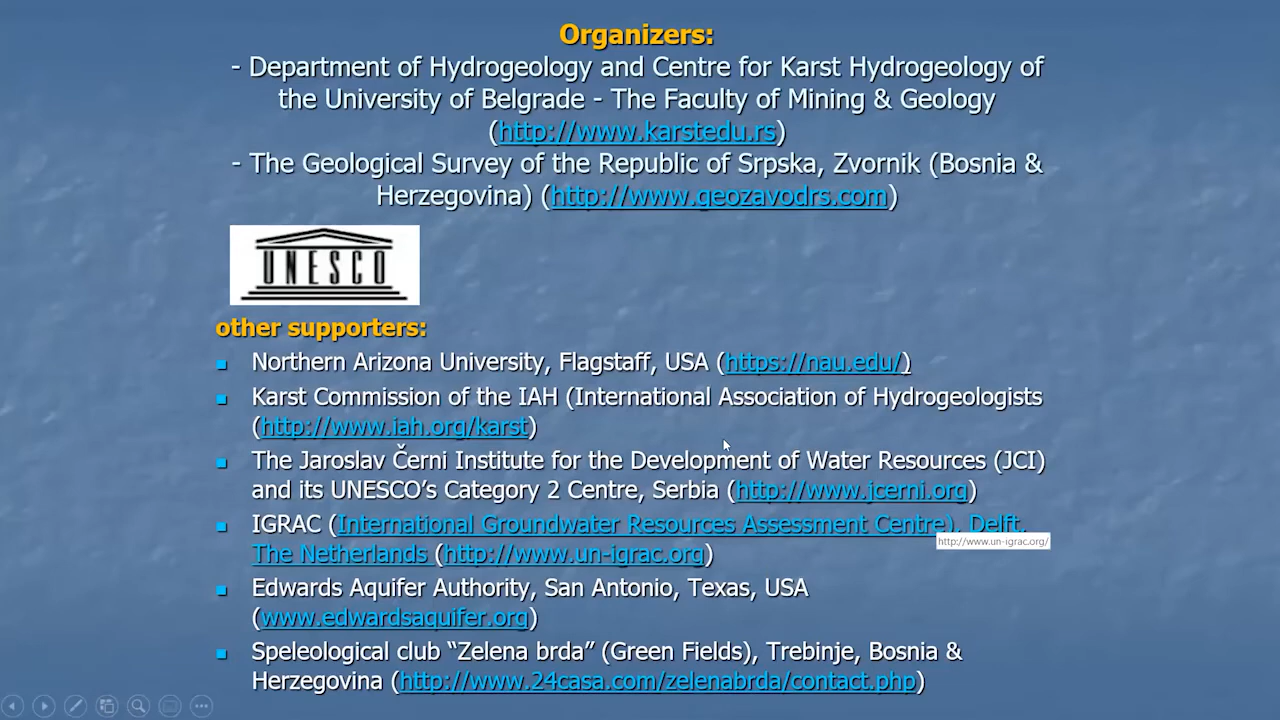 Organizers:
- Department of Hydrogeology and Centre for Karst Hydrogeology of
the University of Belgrade - The Faculty of Mining & Geology
(http://www.karstedu.rs)
- The Geological Survey of the Republic of Srpska, Zvornik (Bosnia &
Herzegovina) (http://www.geozavodrs.com)
UNESCO
other supporters:
Northern Arizona University, Flagstaff, USA (https://nau.edu/)
Karst Commission of the IAH (International Association of Hydrogeologists
(http://www.iah.org/karst)
The Jaroslav Černi Institute for the Development of Water Resources (JCI)
and its UNESCO’s Category 2 Centre, Serbia (http://www.jcerni.org)
IGRAC (International Groundwater Resources Assessment Centre), Delft,
The Netherlands (http://www.un-igrac.org)
http://www.un-igrac.org/
Edwards Aquifer Authority, San Antonio, Texas, USA
(www.edwardsaquifer.org)
Speleological club “Zelena brda” (Green Fields), Trebinje, Bosnia &
Herzegovina (http://www.24casa.com/zelenabrda/contact.php)